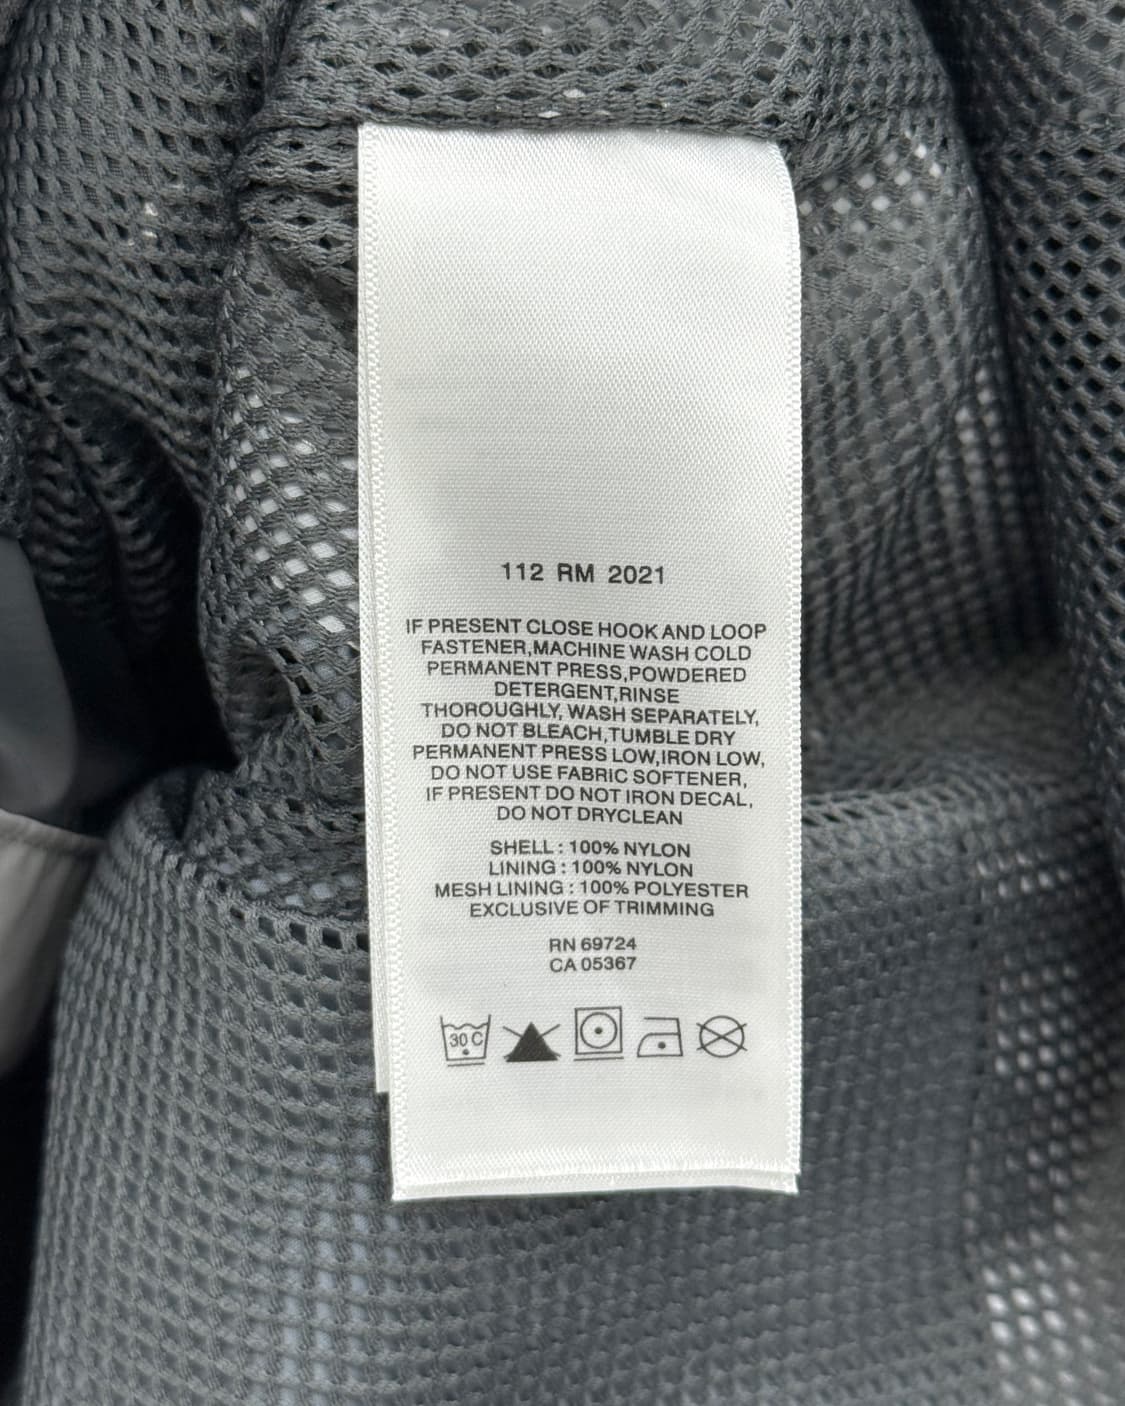 112 RM 2021
IF PRESENT CLOSE HOOK AND LOOP
FASTENER,MACHINE WASH COLD
PERMANENT PRESS,POWDERED
DETERGENT,RINSE
THOROUGHLY, WASH SEPARATELY,
DO NOT BLEACH,TUMBLE DRY
PERMANENT PRESS LOW,IRON LOW,
DO NOT USE FABRIC SOFTENER,
IF PRESENT DO NOT IRON DECAL,
DO NOT DRYCLEAN
SHELL : 100% NYLON
LINING : 100% NYLON
MESH LINING : 100% POLYESTER
EXCLUSIVE OF TRIMMING
RN 69724
CA 05367
30 C